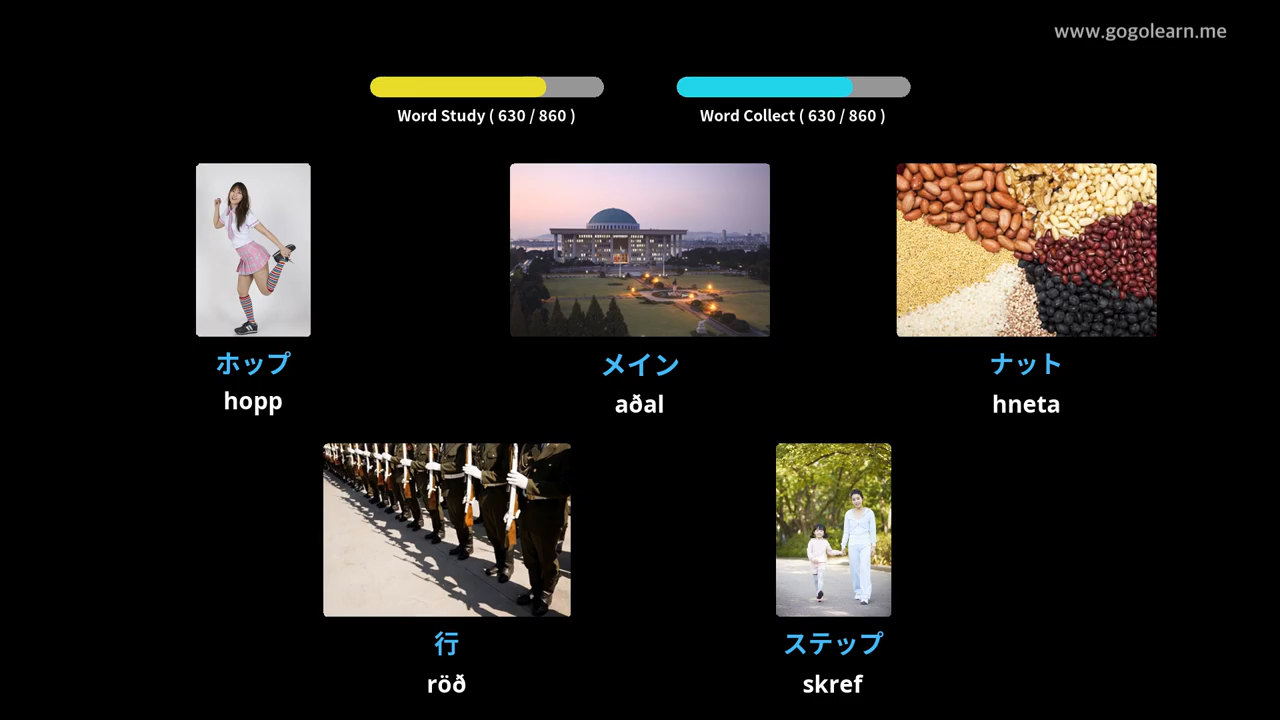 www.gogolearn.me
Word Study ( 630 / 860 )
Word Collect ( 630 / 860 )
ホップ
hopp
メイン
aðal
ナット
hneta
行
röð
ステップ
skref